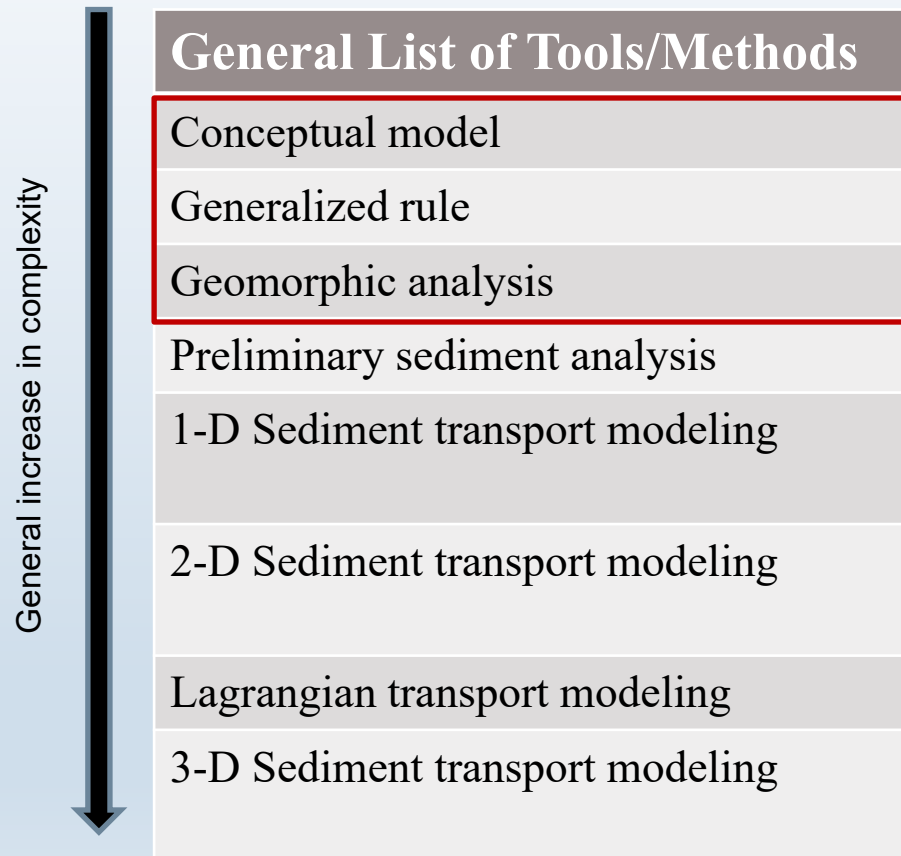 General increase in complexity
General List of Tools/Methods
Conceptual model
Generalized rule
Geomorphic analysis
Preliminary sediment analysis
1-D Sediment transport modeling
2-D Sediment transport modeling
Lagrangian transport modeling
3-D Sediment transport modeling